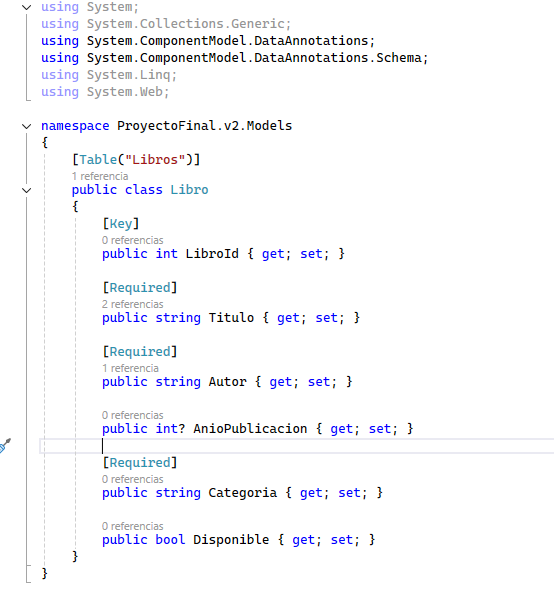 using System;
using System.Collections.Generic;
using System.ComponentModel.DataAnnotations;
using System.ComponentModel.DataAnnotations.Schema;
using System.Linq;
using System.Web;
namespace ProyectoFinal.v2.Models
{
[Table("Libros")]
1 referencia
public class Libro
{
[Key]
0 referencias
public int LibroId { get; set; }
[Required]
2 referencias
public string Titulo { get; set; }
[Required]
1 referencia
public string Autor { get; set; }
0 referencias
public int? AnioPublicacion { get; set; }
[Required]
0 referencias
public string Categoria { get; set; }
0 referencias
public bool Disponible { get; set; }
}
}